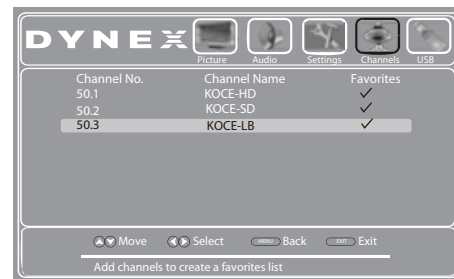 DYNEX
Picture Audio Settings Channels USB
Channel No. Channel Name Favorites
50.1 KOCE-HD ✓
50.2 KOCE-SD ✓
50.3 KOCE-LB ✓
Move Select MENU Back EXIT Exit
Add channels to create a favorites list